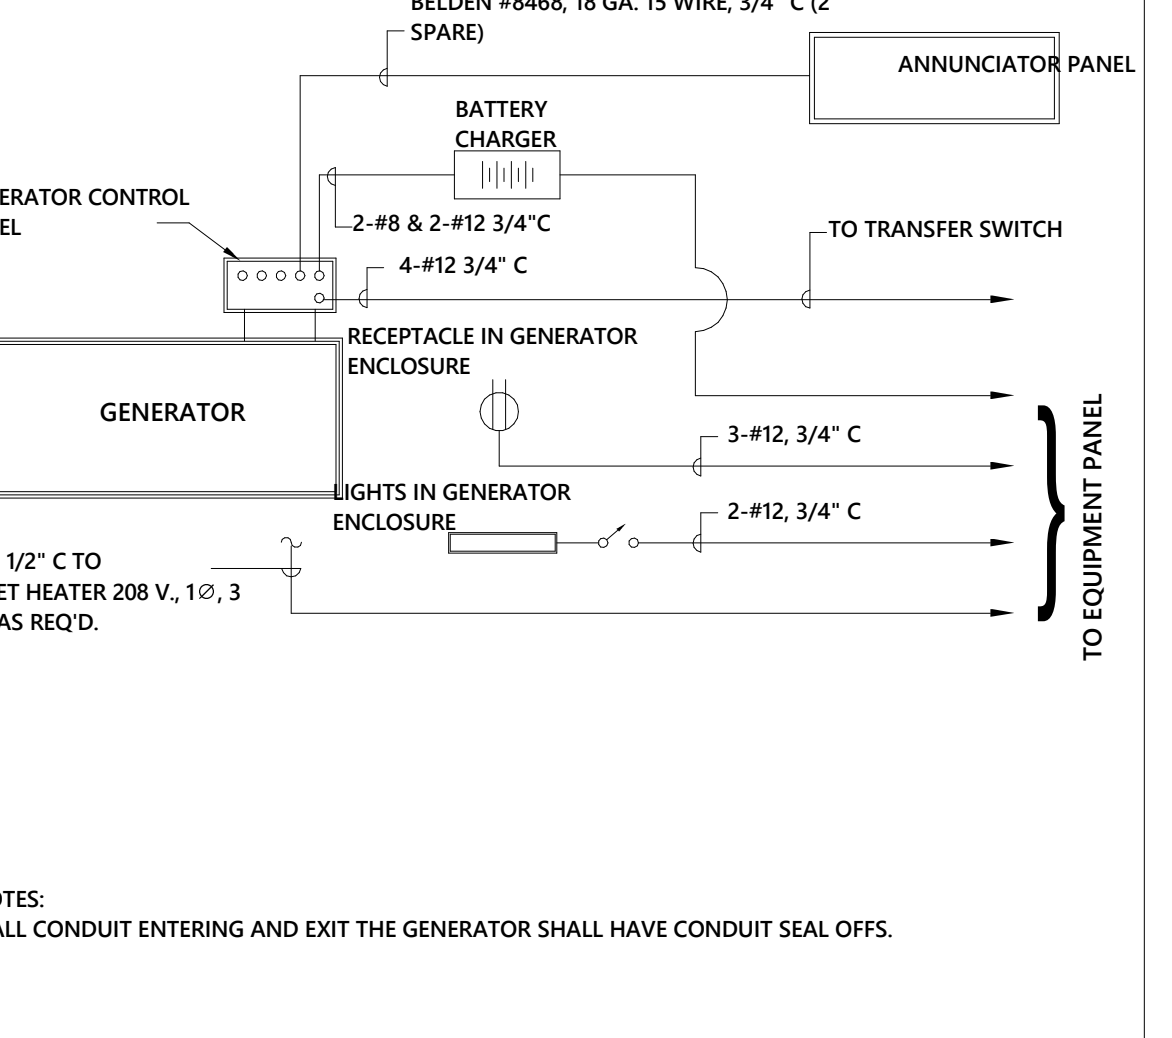 BELDEN #8468, 18 GA. 15 WIRE, 3/4" C (2
SPARE)
ANNUNCIATOR PANEL
BATTERY
CHARGER
ERATOR CONTROL
EL
2-#8 & 2-#12 3/4"C
TO TRANSFER SWITCH
4-#12 3/4" C
RECEPTACLE IN GENERATOR
ENCLOSURE
GENERATOR
3-#12, 3/4" C
LIGHTS IN GENERATOR
ENCLOSURE
2-#12, 3/4" C
TO EQUIPMENT PANEL
1/2" C TO
ET HEATER 208 V., 1∅, 3
AS REQ'D.
OTES:
ALL CONDUIT ENTERING AND EXIT THE GENERATOR SHALL HAVE CONDUIT SEAL OFFS.